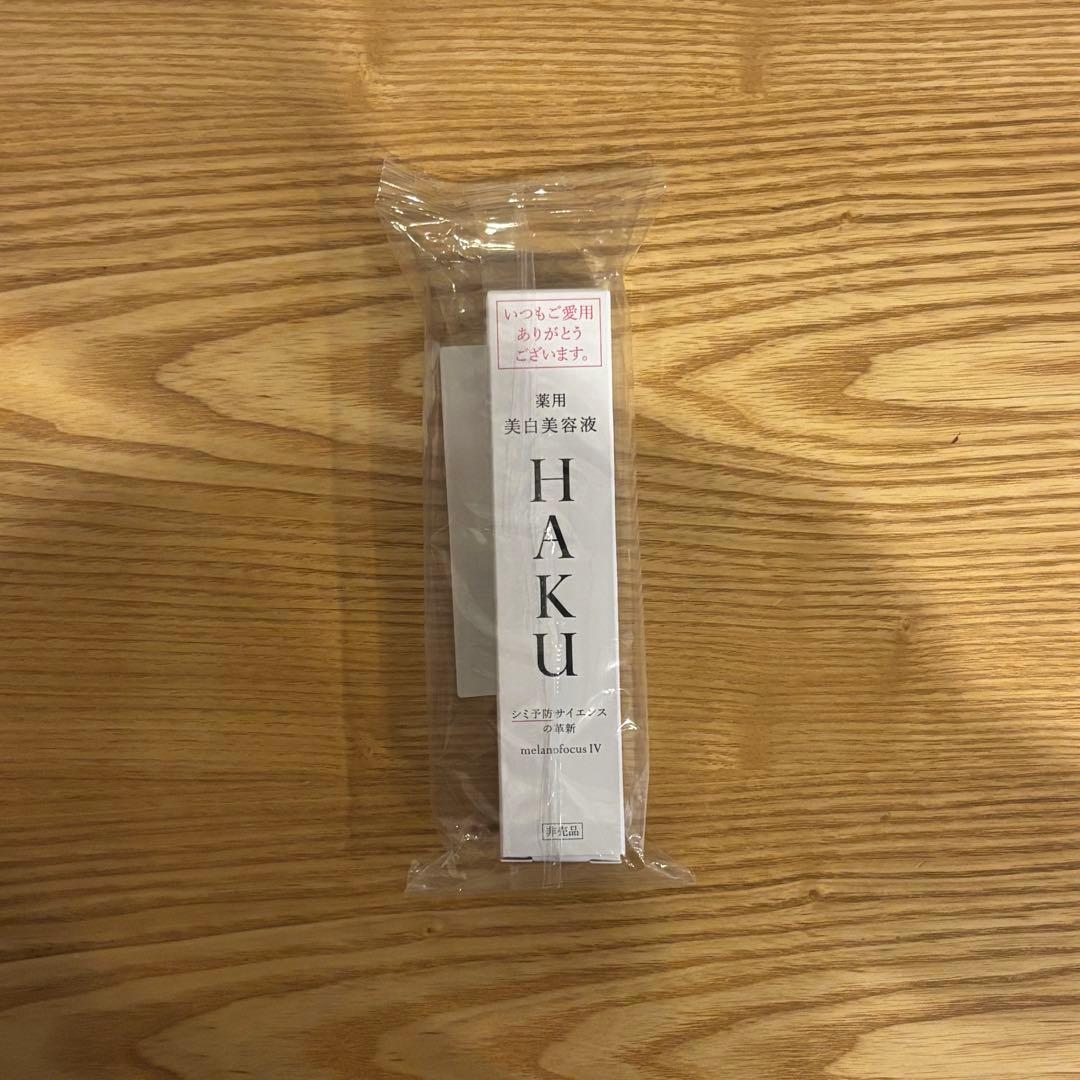 いつもご愛用
ありがとう
ございます。
薬用
美白美容液
HAKU
シミ予防サイエンス
の革新
melanofocus IV
非売品